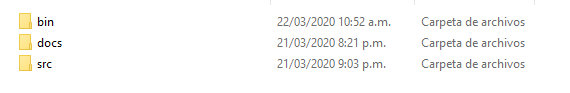 bin 22/03/2020 10:52 a.m. Carpeta de archivos
docs 21/03/2020 8:21 p.m. Carpeta de archivos
src 21/03/2020 9:03 p.m. Carpeta de archivos